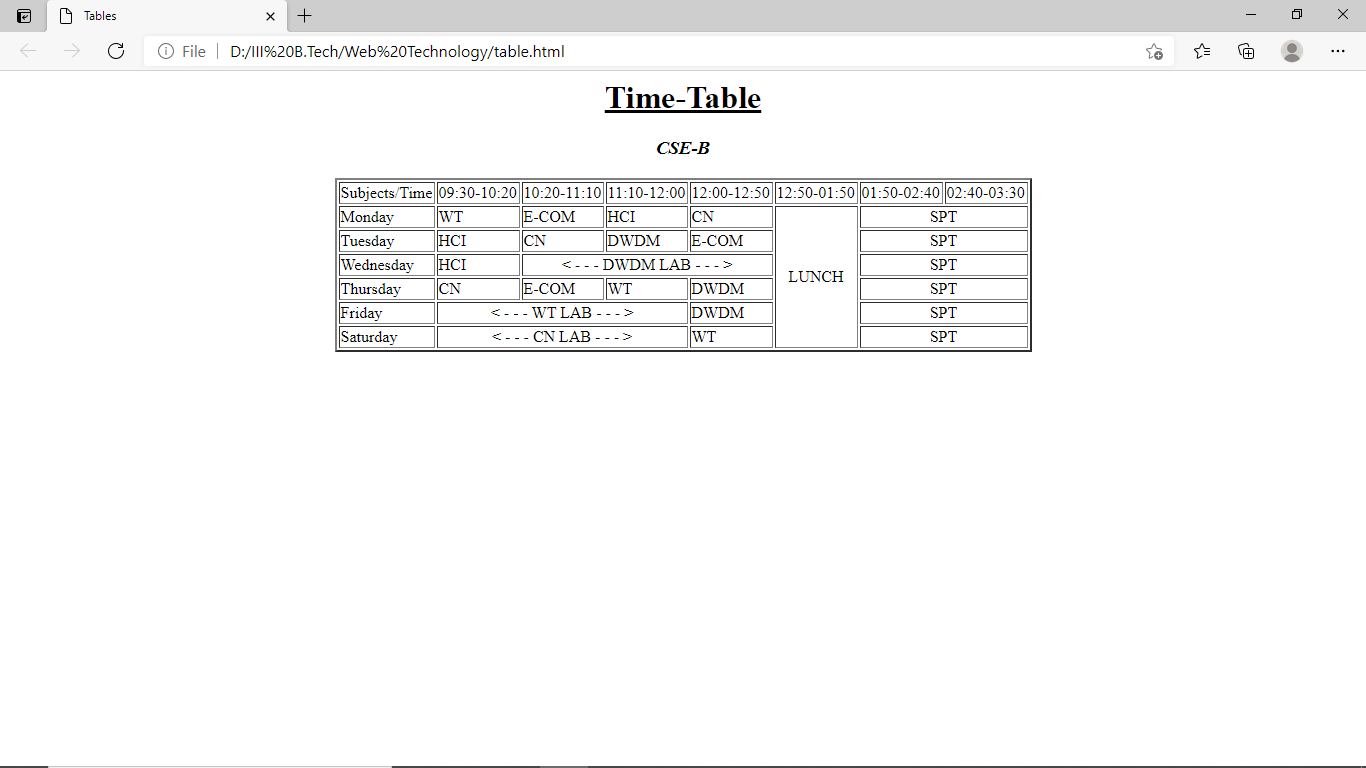 Tables
File D:/III%20B.Tech/Web%20Technology/table.html
Time-Table
CSE-B
Subjects/Time 09:30-10:20 10:20-11:10 11:10-12:00 12:00-12:50 12:50-01:50 01:50-02:40 02:40-03:30
Monday WT E-COM HCI CN SPT
Tuesday HCI CN DWDM E-COM SPT
Wednesday HCI <- - - DWDM LAB - - -> SPT
LUNCH
Thursday CN E-COM WT DWDM SPT
Friday <- - - WT LAB - - -> DWDM SPT
Saturday <- - - CN LAB - - -> WT SPT